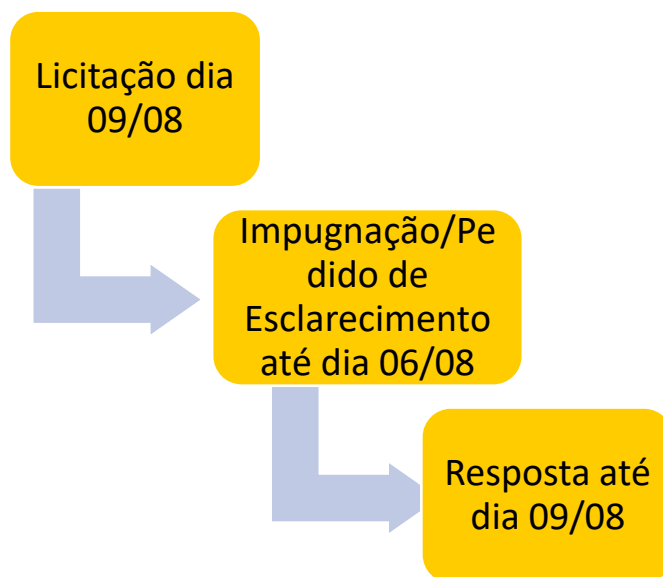 Licitação dia
09/08
Impugnação/Pe
dido de
Esclarecimento
até dia 06/08
Resposta até
dia 09/08